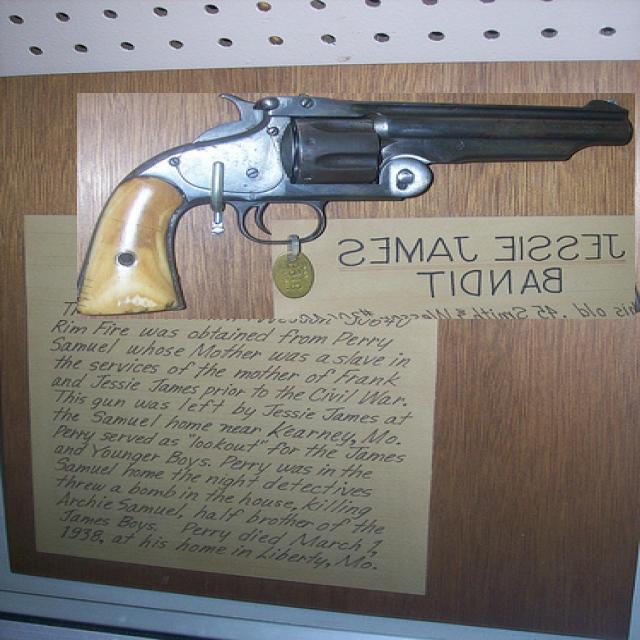 JESSIE JAMES
BANDIT
his old .45 Smith &
Rim Fire was obtained from Perry
Samuel whose Mother was a slave in
the services of the mother of Frank
and Jessie James prior to the Civil War.
This gun was left by Jessie James at
the Samuel home near Kearney, Mo.
Perry served as "lookout" for the James
and Younger Boys. Perry was in the
Samuel home the night detectives
threw a bomb in the house, killing
Archie Samuel, half brother of the
James Boys. Perry died March 1,
1938, at his home in Liberty, Mo.